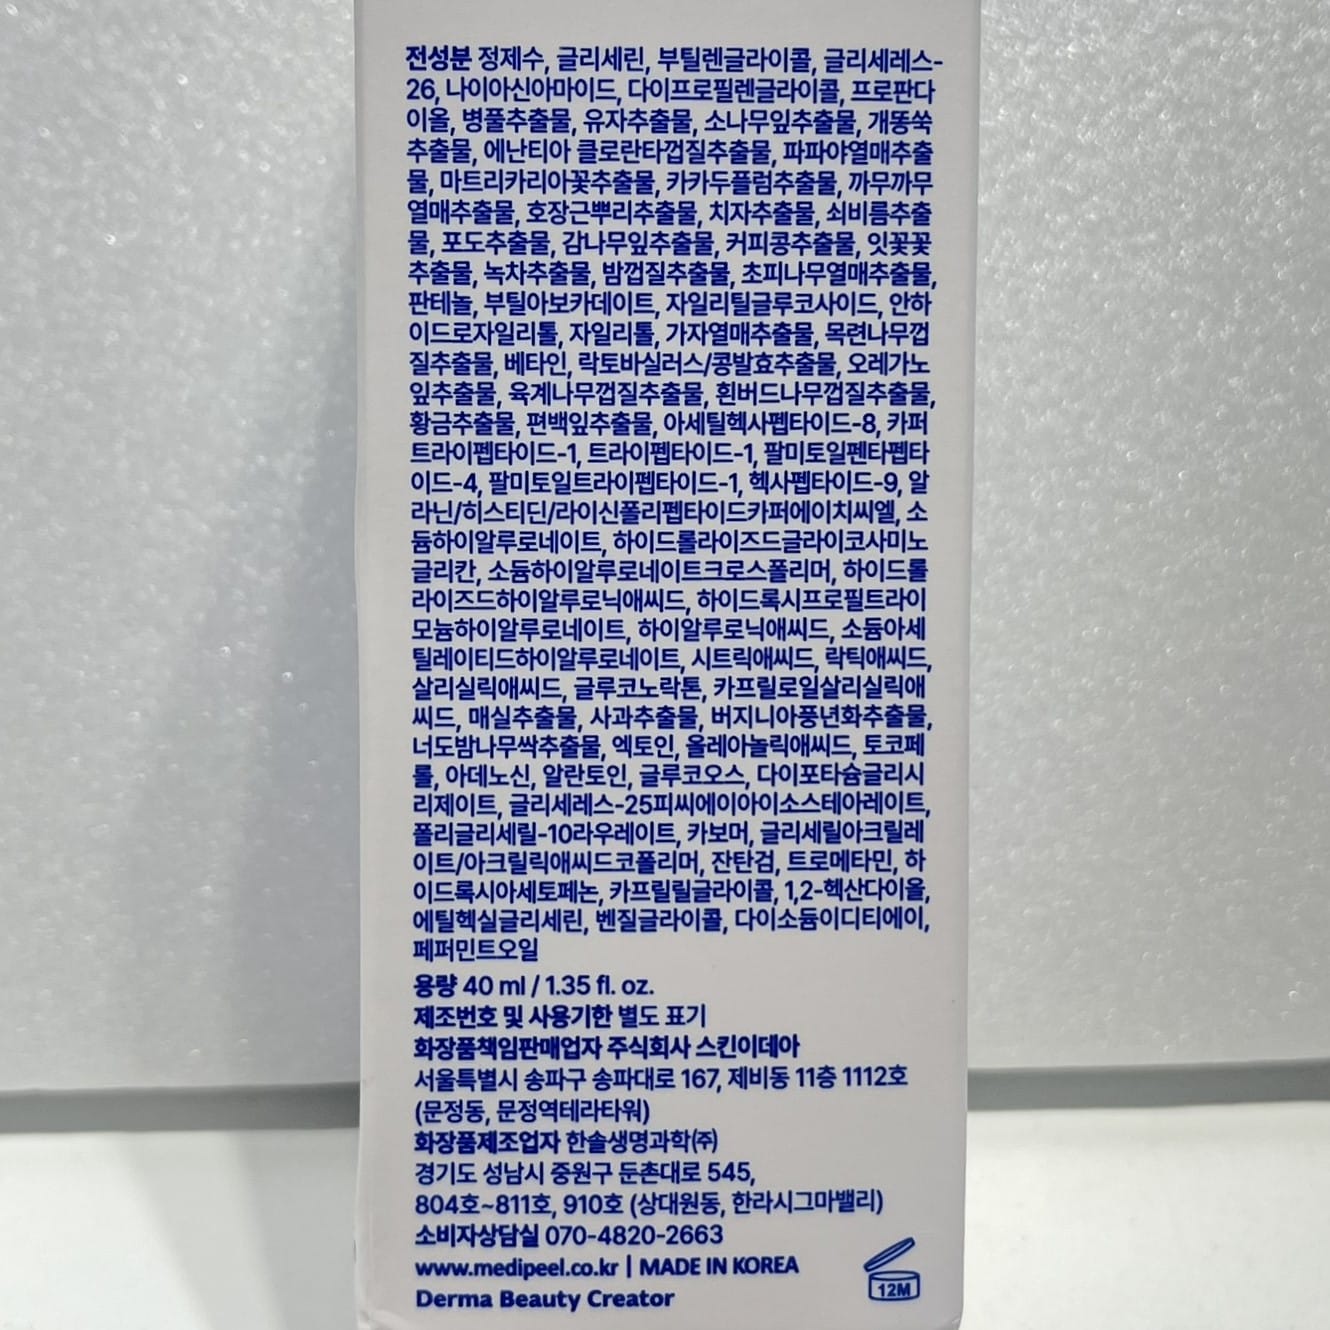 전성분 정제수, 글리세린, 부틸렌글라이콜, 글리세레스-
26, 나이아신아마이드, 다이프로필렌글라이콜, 프로판다
이올, 병풀추출물, 유자추출물, 소나무잎추출물, 개똥쑥
추출물, 에난티아 클로란타껍질추출물, 파파야열매추출
물, 마트리카리아꽃추출물, 카카두플럼추출물, 까무까무
열매추출물, 호장근뿌리추출물, 치자추출물, 쇠비름추출
물, 포도추출물, 감나무잎추출물, 커피콩추출물, 잇꽃꽃
추출물, 녹차추출물, 밤껍질추출물, 초피나무열매추출물,
판테놀, 부틸아보카데이트, 자일리틸글루코사이드, 안하
이드로자일리톨, 자일리톨, 가자열매추출물, 목련나무껍
질추출물, 베타인, 락토바실러스/콩발효추출물, 오레가노
잎추출물, 육계나무껍질추출물, 흰버드나무껍질추출물,
황금추출물, 편백잎추출물, 아세틸헥사펩타이드-8, 카퍼
트라이펩타이드-1, 트라이펩타이드-1, 팔미토일펜타펩타
이드-4, 팔미토일트라이펩타이드-1, 헥사펩타이드-9, 알
라닌/히스티딘/라이신폴리펩타이드카퍼에이치씨엘, 소
듐하이알루로네이트, 하이드롤라이즈드글라이코사미노
글리칸, 소듐하이알루로네이트크로스폴리머, 하이드롤
라이즈드하이알루로닉애씨드, 하이드록시프로필트라이
모늄하이알루로네이트, 하이알루로닉애씨드, 소듐아세
틸레이티드하이알루로네이트, 시트릭애씨드, 락틱애씨드,
살리실릭애씨드, 글루코노락톤, 카프릴로일살리실릭애
씨드, 매실추출물, 사과추출물, 버지니아풍년화추출물,
너도밤나무싹추출물, 엑토인, 올레아놀릭애씨드, 토코페
롤, 아데노신, 알란토인, 글루코오스, 다이포타슘글리시
리제이트, 글리세레스-25피씨에이아이소스테아레이트,
폴리글리세릴-10라우레이트, 카보머, 글리세릴아크릴레
이트/아크릴릭애씨드코폴리머, 잔탄검, 트로메타민, 하
이드록시아세토페논, 카프릴릴글라이콜, 1,2-헥산다이올,
에틸헥실글리세린, 벤질글라이콜, 다이소듐이디티에이,
페퍼민트오일
용량 40 ml / 1.35 fl. oz.
제조번호 및 사용기한 별도 표기
화장품책임판매업자 주식회사 스킨이데아
서울특별시 송파구 송파대로 167, 제비동 11층 1112호
(문정동, 문정역테라타워)
화장품제조업자 한솔생명과학㈜
경기도 성남시 중원구 둔촌대로 545,
804호~811호, 910호 (상대원동, 한라시그마밸리)
소비자상담실 070-4820-2663
www.medipeel.co.kr | MADE IN KOREA
Derma Beauty Creator
12M